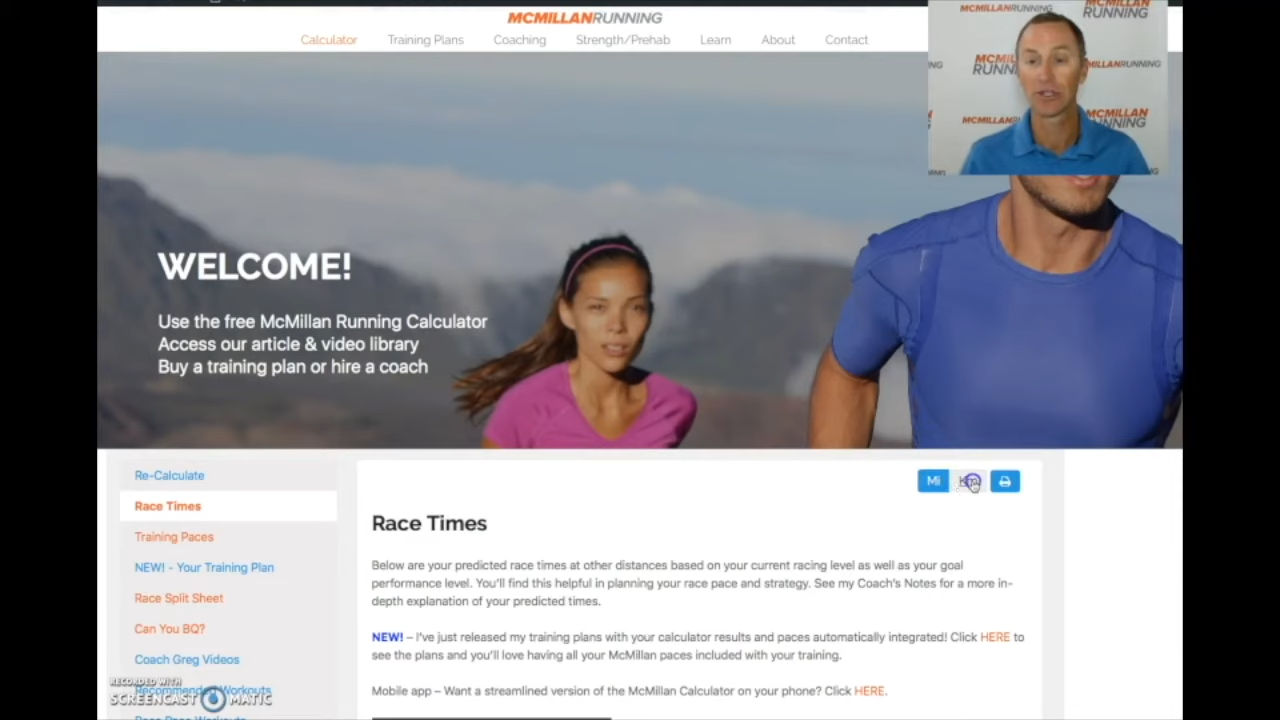 MCMILLANRUNNING
Calculator Training Plans Coaching Strength/Prehab Learn About Contact
MCMILLANRUNNING
MCMILLAN
RUNNING
MCMILLANRUNNING
MCMILLAN
RUNNING
WELCOME!
Use the free McMillan Running Calculator
Access our article & video library
Buy a training plan or hire a coach
Re-Calculate
Race Times
Training Paces
NEW! - Your Training Plan
Race Split Sheet
Can You BQ?
Coach Greg Videos
Recommended Workouts
Race Pace Workouts
Mi
Race Times
Below are your predicted race times at other distances based on your current racing level as well as your goal
performance level. You'll find this helpful in planning your race pace and strategy. See my Coach's Notes for a more in-
depth explanation of your predicted times.
NEW! – I've just released my training plans with your calculator results and paces automatically integrated! Click HERE to
see the plans and you'll love having all your McMillan paces included with your training.
Mobile app – Want a streamlined version of the McMillan Calculator on your phone? Click HERE.
RECORDED WITH
SCREENCAST MATIC